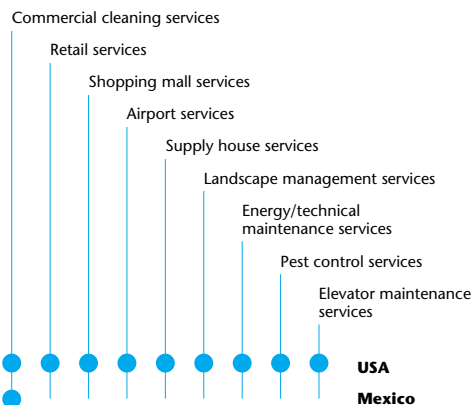 Commercial cleaning services
Retail services
Shopping mall services
Airport services
Supply house services
Landscape management services
Energy/technical
maintenance services
Pest control services
Elevator maintenance
services
USA
Mexico